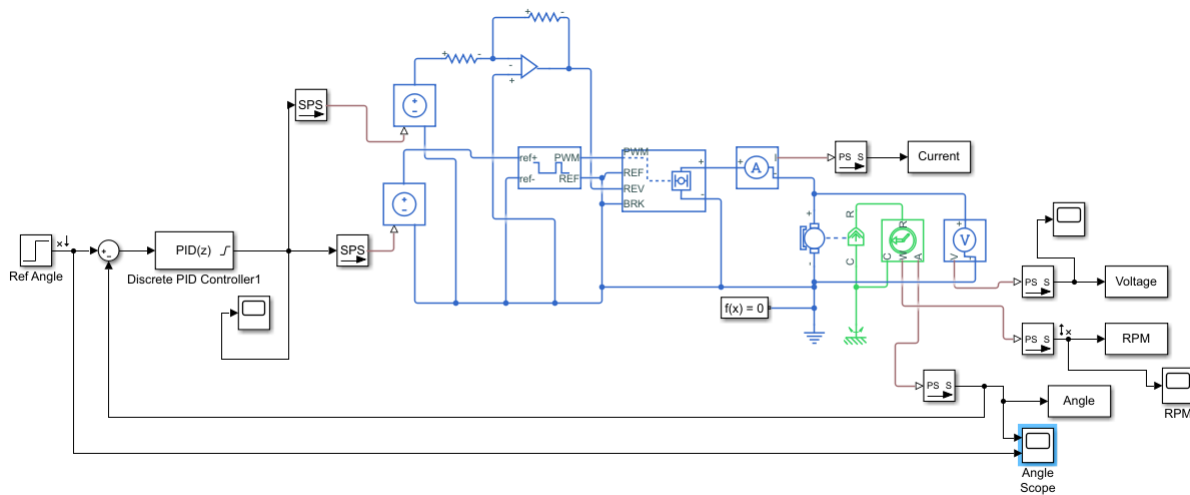 SPS
PWM
ref+
PWM
ref-
REF
REF
REV
BRK
A
I
PS S
Current
SPS
PID(z)
Ref Angle
Discrete PID Controller1
R
C
R
C
W
A
V
V
PS S
Voltage
f(x) = 0
PS S
RPM
PS S
Angle
RPM
Angle
Scope